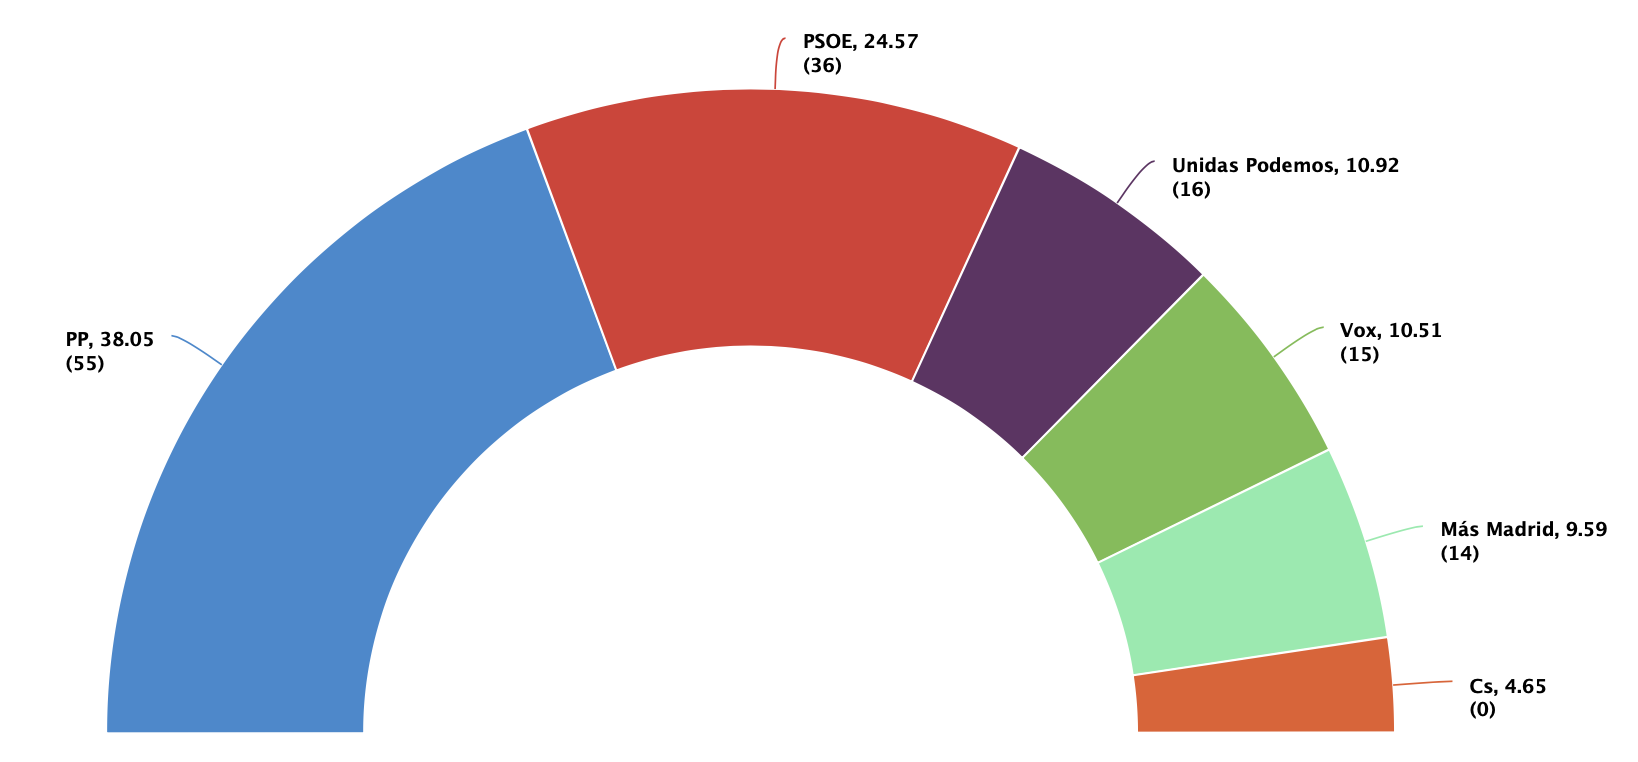 PSOE, 24.57
(36)
Unidas Podemos, 10.92
(16)
Vox, 10.51
(15)
PP, 38.05
(55)
Más Madrid, 9.59
(14)
Cs, 4.65
(0)